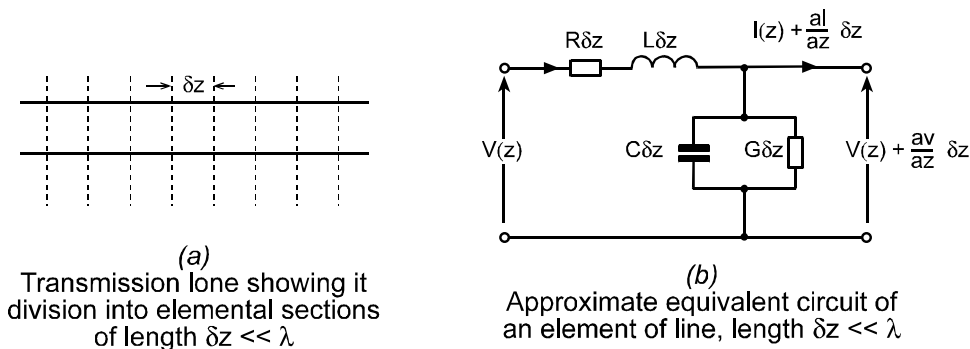 δz
(a)
Transmission lone showing it
division into elemental sections
of length δz << λ
Rδz
Lδz
I(z) + al/az δz
V(z)
Cδz
Gδz
V(z) + av/az δz
(b)
Approximate equivalent circuit of
an element of line, length δz << λ